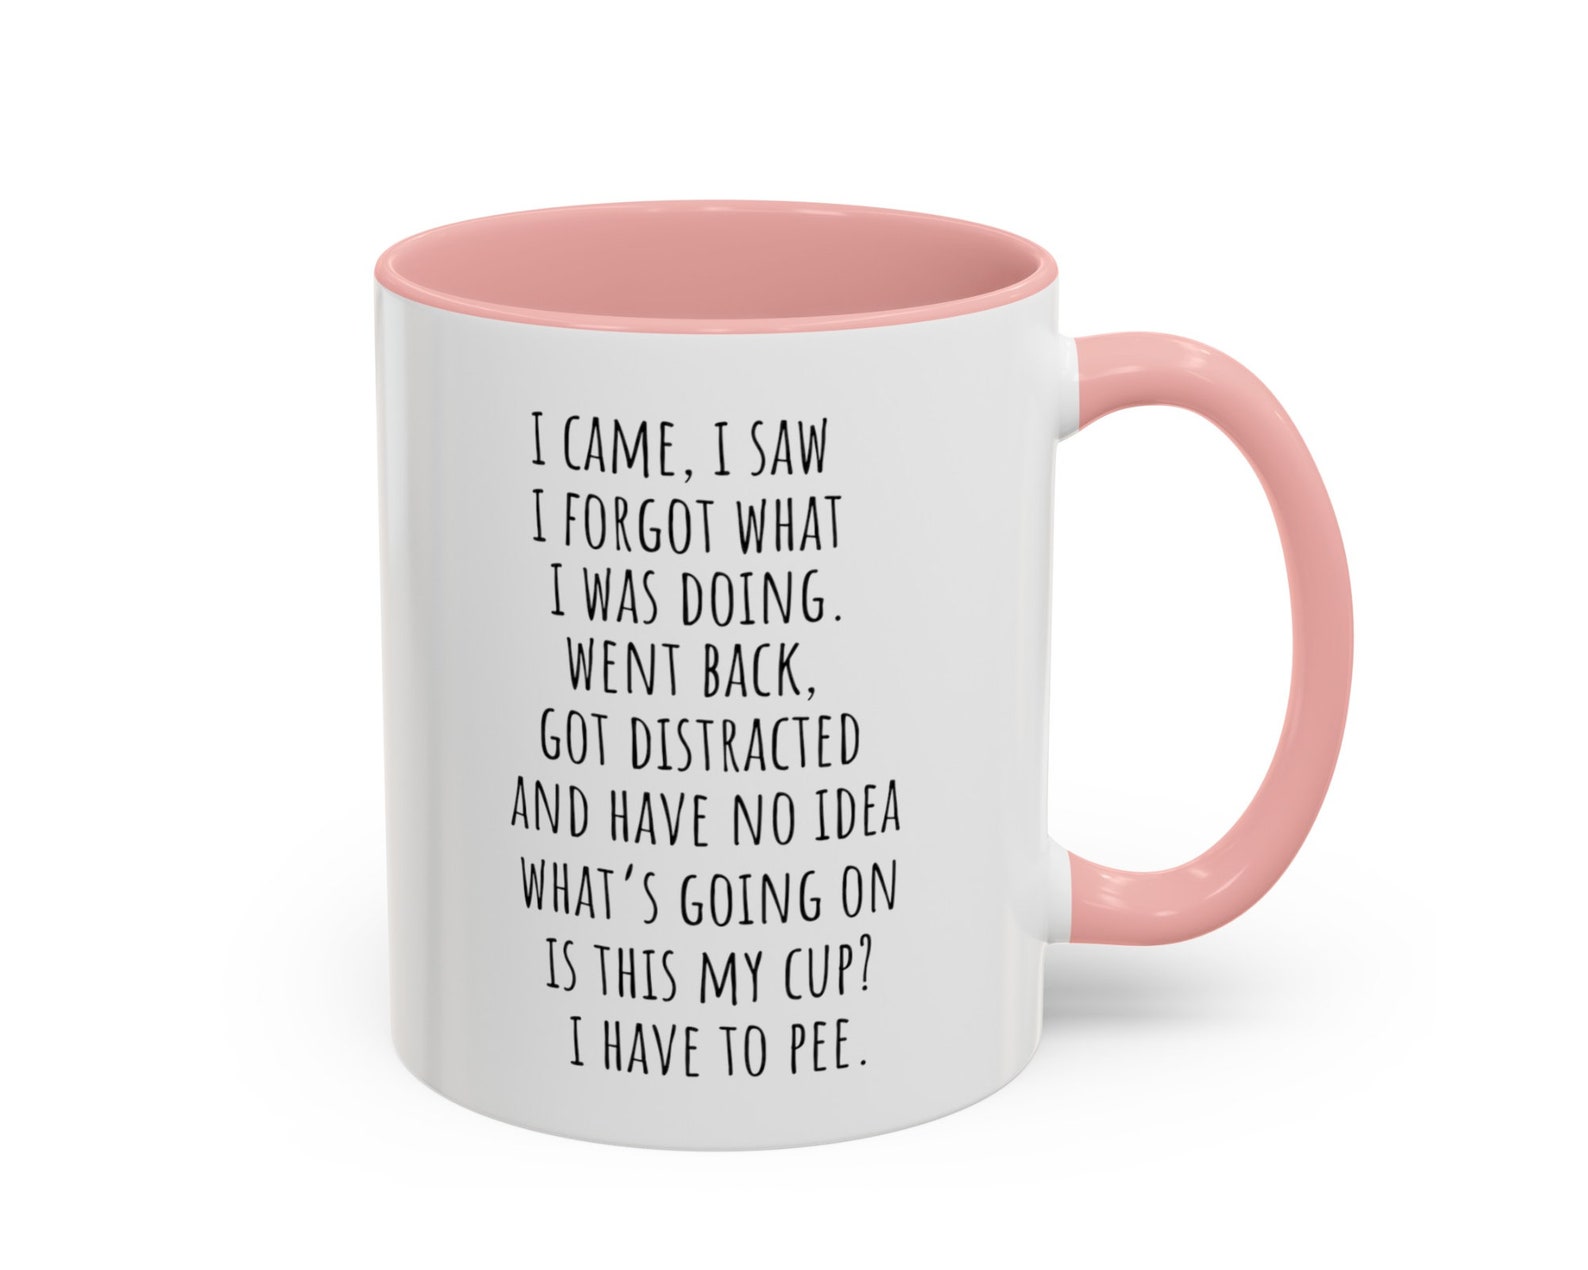 I CAME, I SAW
I FORGOT WHAT
I WAS DOING.
WENT BACK,
GOT DISTRACTED
AND HAVE NO IDEA
WHAT'S GOING ON
IS THIS MY CUP?
I HAVE TO PEE.